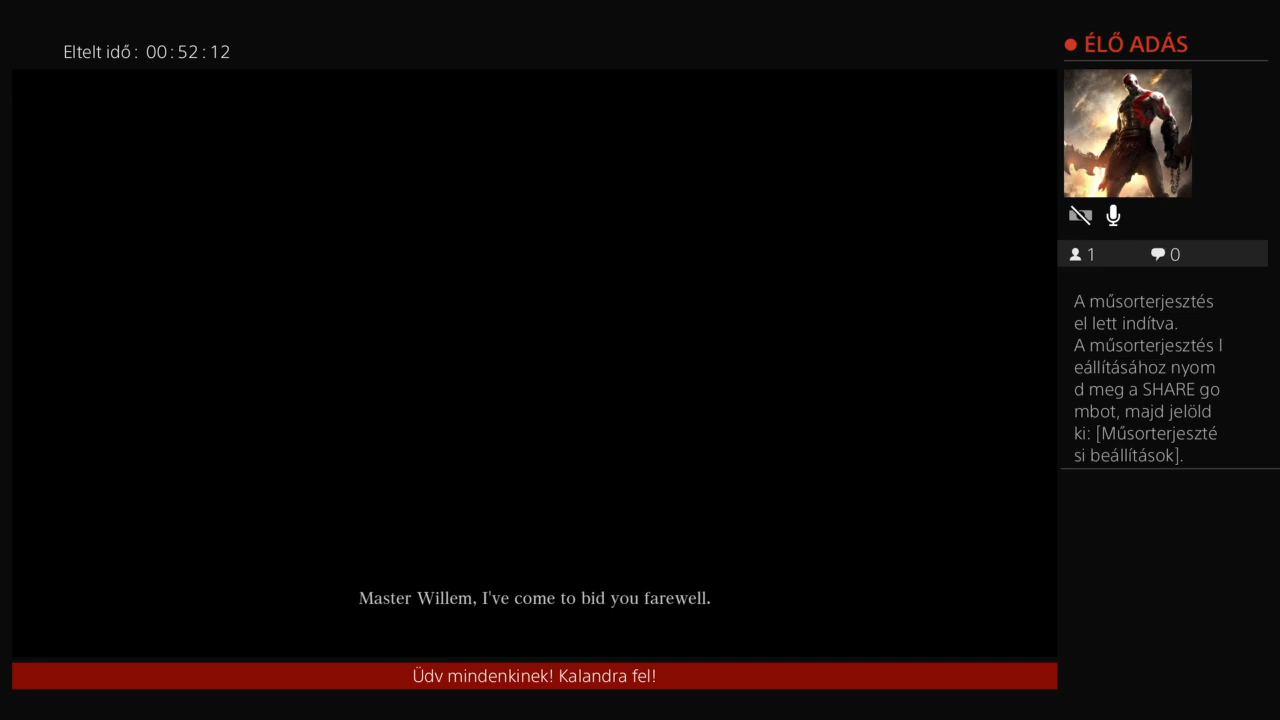 Eltelt idő : 00 : 52 : 12
ÉLŐ ADÁS
1 0
A műsorterjesztés
el lett indítva.
A műsorterjesztés l
eállításához nyom
d meg a SHARE go
mbot, majd jelöld
ki: [Műsorterjeszté
si beállítások].
Master Willem, I've come to bid you farewell.
Üdv mindenkinek! Kalandra fel!